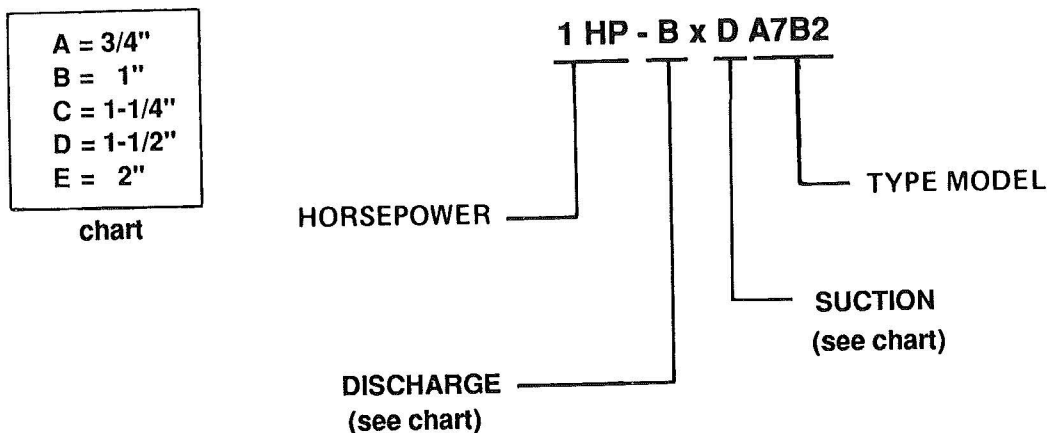 A = 3/4"
B = 1"
C = 1-1/4"
D = 1-1/2"
E = 2"
chart
1 HP - B x D A7B2
TYPE MODEL
HORSEPOWER
SUCTION
(see chart)
DISCHARGE
(see chart)